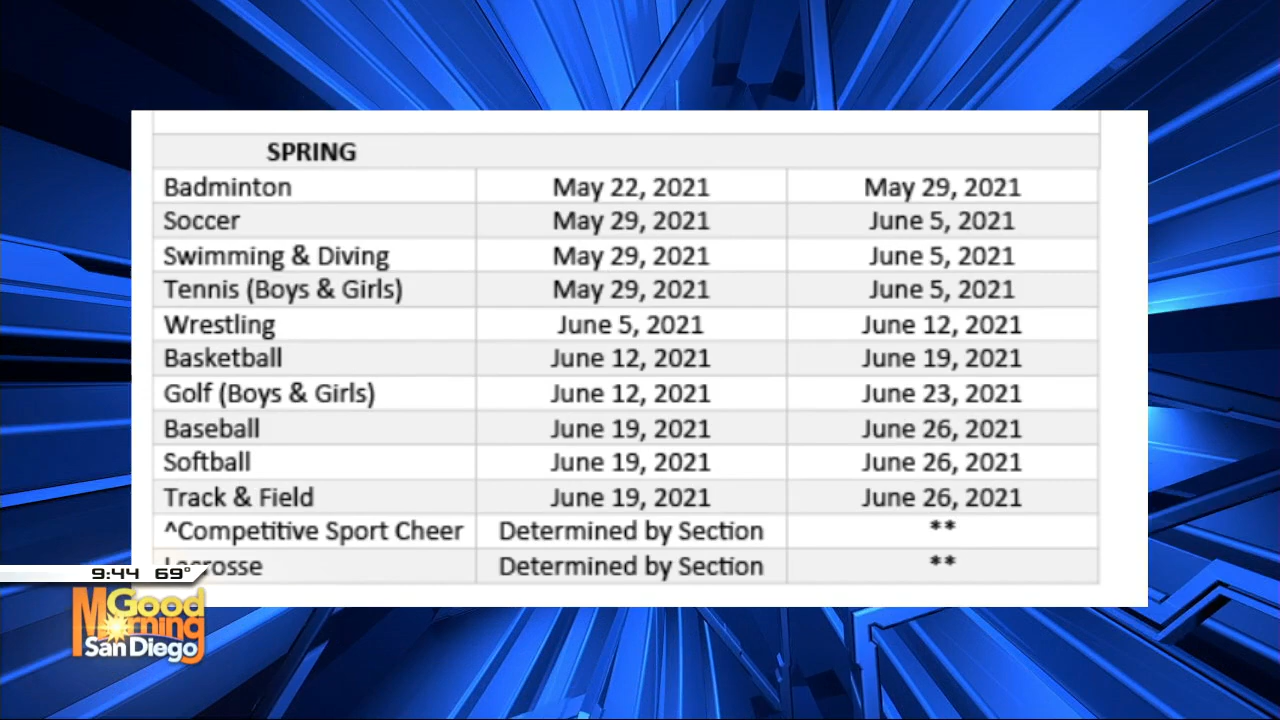 SPRING
Badminton May 22, 2021 May 29, 2021
Soccer May 29, 2021 June 5, 2021
Swimming & Diving May 29, 2021 June 5, 2021
Tennis (Boys & Girls) May 29, 2021 June 5, 2021
Wrestling June 5, 2021 June 12, 2021
Basketball June 12, 2021 June 19, 2021
Golf (Boys & Girls) June 12, 2021 June 23, 2021
Baseball June 19, 2021 June 26, 2021
Softball June 19, 2021 June 26, 2021
Track & Field June 19, 2021 June 26, 2021
^Competitive Sport Cheer Determined by Section **
Lacrosse Determined by Section **
9:44 69°
Good
Morning
San Diego